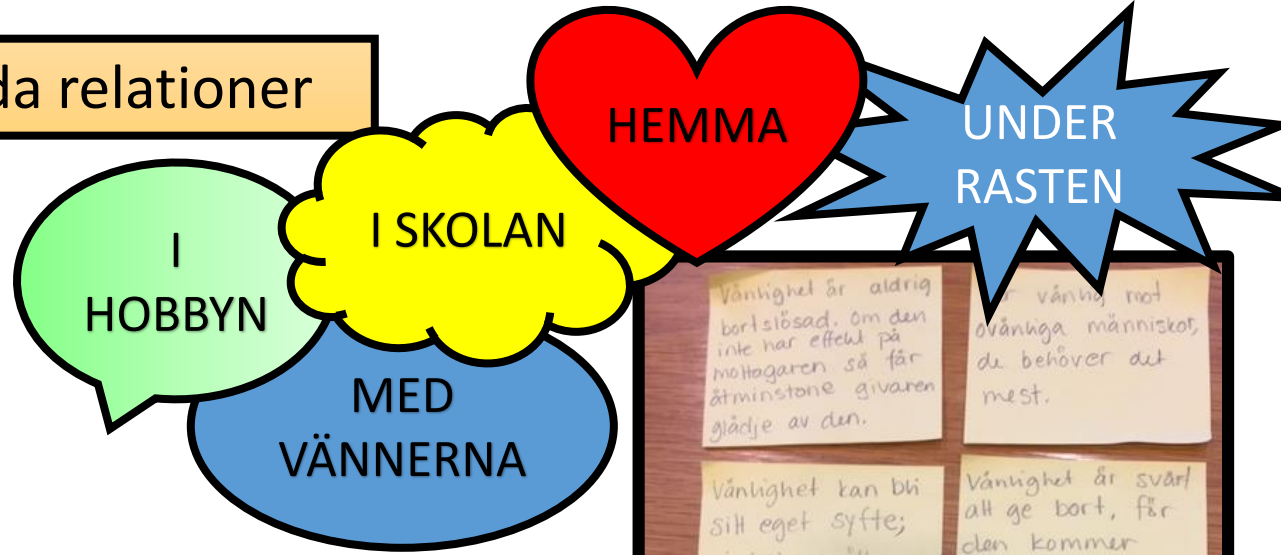 da relationer
HEMMA
UNDER
RASTEN
I SKOLAN
I
HOBBYN
MED
VÄNNERNA
Vänlighet är aldrig
bortslösad. Om den
inte har effekt på
mottagaren så får
åtminstone givaren
glädje av den.
vänlig mot
ovänliga människor,
de behöver det
mest.
Vänlighet kan bli
sitt eget syfte;
Vänlighet är svårt
att ge bort, för
den kommer